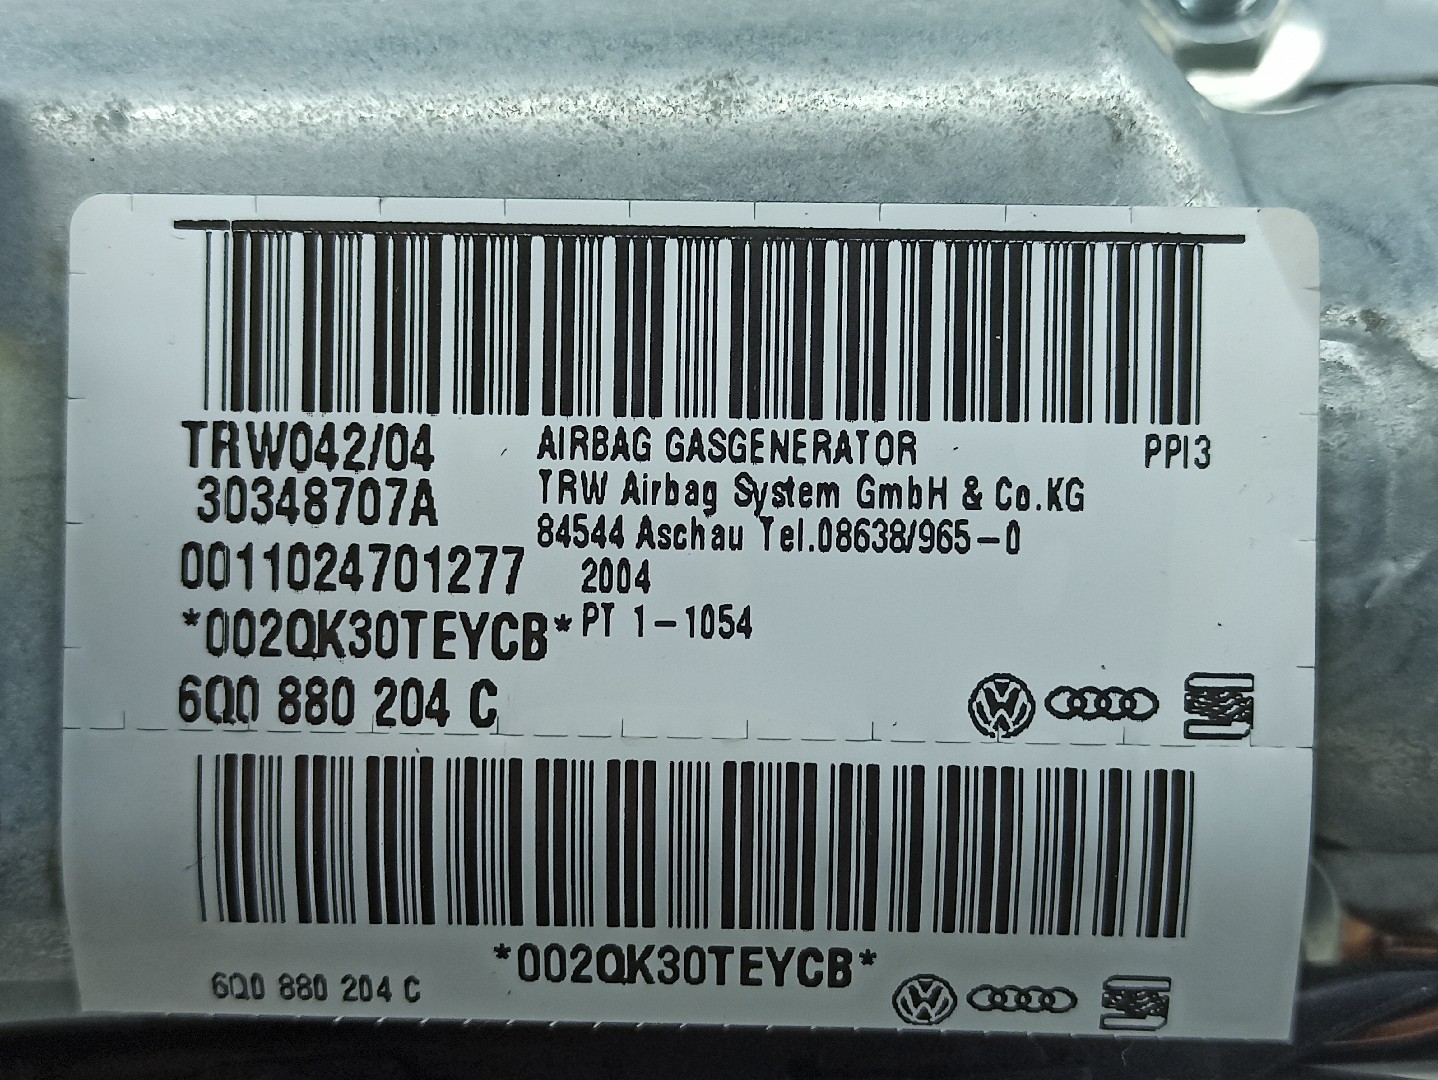 TRW042/04
30348707A
0011024701277
*002QK30TEYCB*
6Q0 880 204 C
AIRBAG GASGENERATOR
PPI3
TRW Airbag System GmbH & Co.KG
84544 Aschau Tel.08638/965-0
2004
PT 1-1054
*002QK30TEYCB*
6Q0 880 204 C